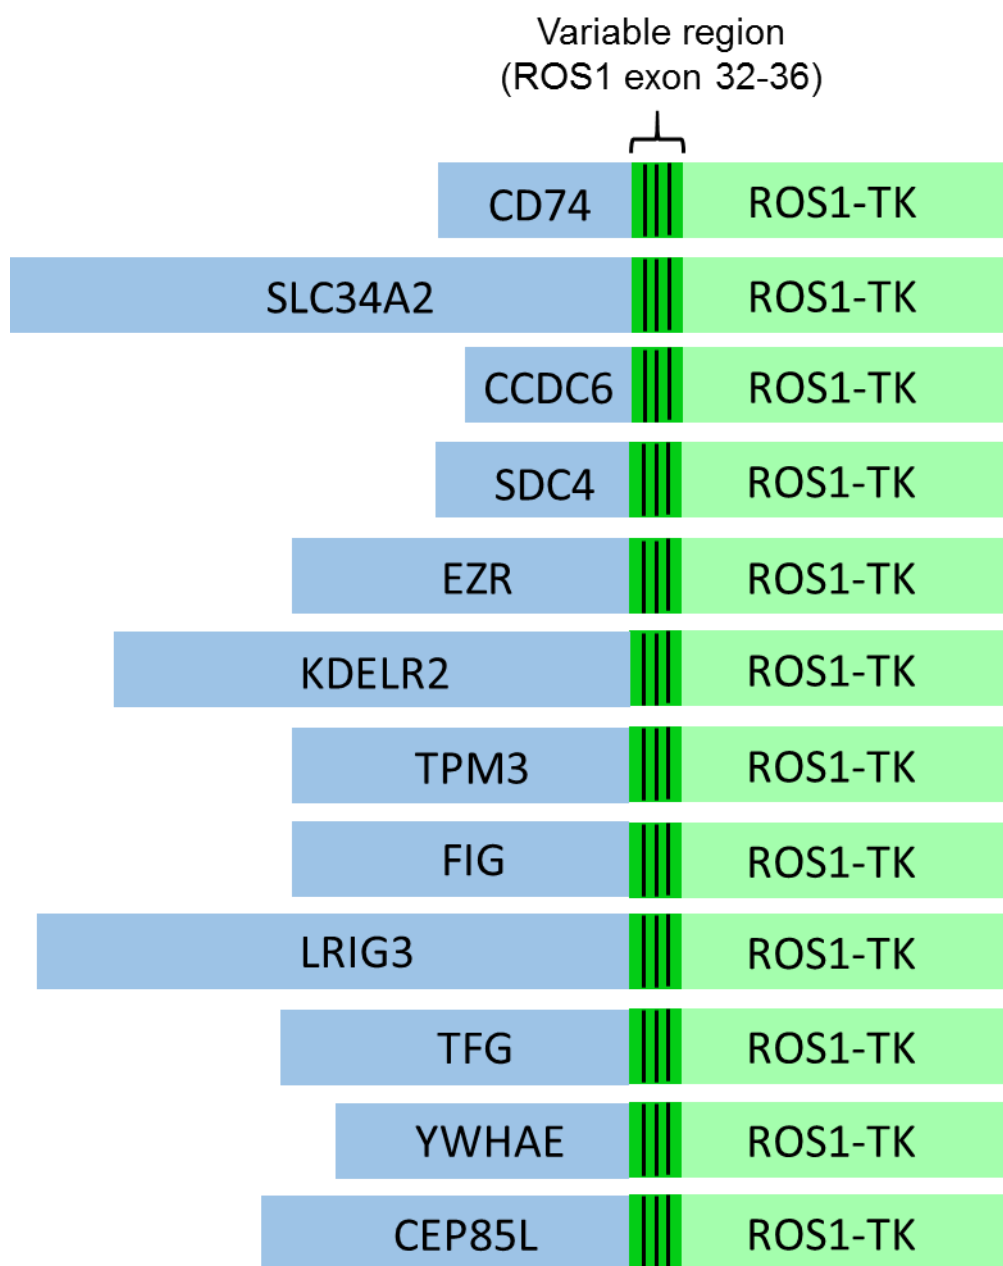 Variable region
(ROS1 exon 32-36)
CD74 ROS1-TK
SLC34A2 ROS1-TK
CCDC6 ROS1-TK
SDC4 ROS1-TK
EZR ROS1-TK
KDELR2 ROS1-TK
TPM3 ROS1-TK
FIG ROS1-TK
LRIG3 ROS1-TK
TFG ROS1-TK
YWHAE ROS1-TK
CEP85L ROS1-TK